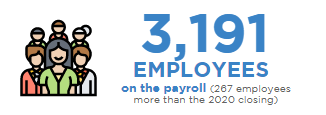 3,191
EMPLOYEES
on the payroll (267 employees
more than the 2020 closing)